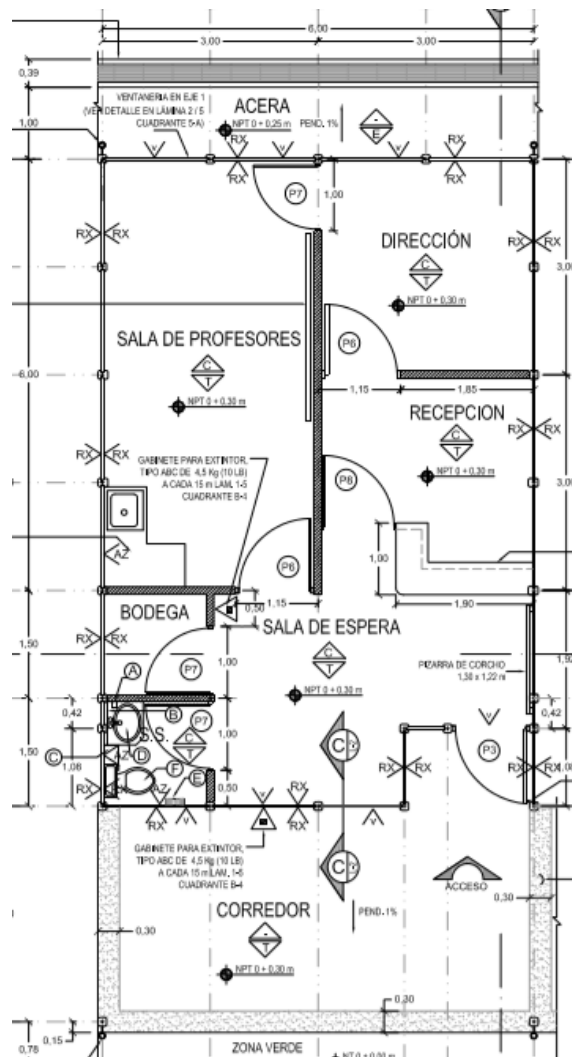 6,00
3,00
3,00
0,39
VENTANERIA EN EJE 1
(VER DETALLE EN LÁMINA 2 / 5
CUADRANTE 5-A)
ACERA
NPT 0 + 0,25 m
PEND. 1%
-
E
1,00
V
V
V
V
RX
RX
RX
RX
P7
1,00
DIRECCIÓN
C
T
NPT 0 + 0,30 m
RX
RX
RX
RX
3,00
SALA DE PROFESORES
C
T
NPT 0 + 0,30 m
P6
6,00
1,15
1,85
RECEPCION
C
T
NPT 0 + 0,30 m
RX
RX
RX
RX
GABINETE PARA EXTINTOR,
TIPO ABC DE 4,5 Kg (10 LB)
A CADA 15 m LAM. 1-5
CUADRANTE B-4
P8
3,00
AZ
P6
1,00
1,15
0,50
1,90
BODEGA
SALA DE ESPERA
C
T
NPT 0 + 0,30 m
PIZARRA DE CORCHO
1,30 x 1,22 m
1,50
RX
RX
1,00
P7
A
B
P7
0,42
0,42
V
S.S.
C
T
C
D
1,00
C
P3
1,50
1,08
F
E
AZ
RX
RX
RX
0,50
RX
V
V
RX
RX
V
RX
RX
GABINETE PARA EXTINTOR,
TIPO ABC DE 4,5 Kg (10 LB)
A CADA 15 m LAM. 1-5
CUADRANTE B-4
C
ACCESO
0,30
CORREDOR
PEND. 1%
-
T
0,30
NPT 0 + 0,30 m
0,30
0,15
0,78
ZONA VERDE